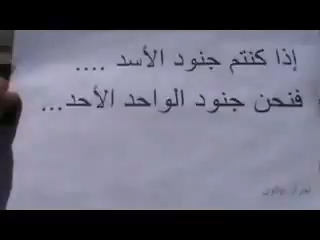 إذا كنتم جنود الأسد ....
فنحن جنود الواحد الأحد...